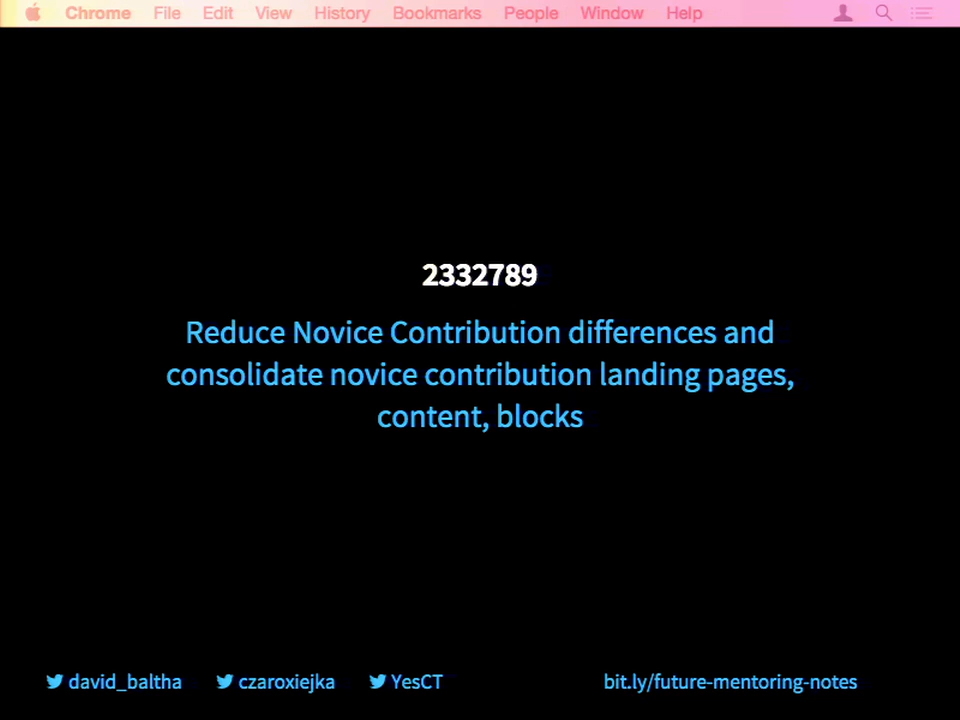 Chrome File Edit View History Bookmarks People Window Help
2332789
Reduce Novice Contribution differences and
consolidate novice contribution landing pages,
content, blocks
david_baltha czaroxiejka YesCT bit.ly/future-mentoring-notes